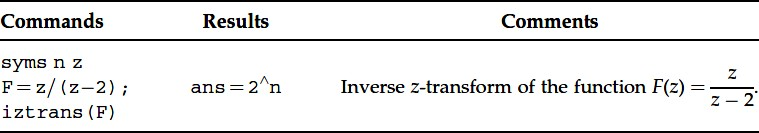 Commands Results Comments
syms n z
F=z/(z-2); ans=2^n Inverse z-transform of the function F(z) = z/(z − 2).
iztrans(F)